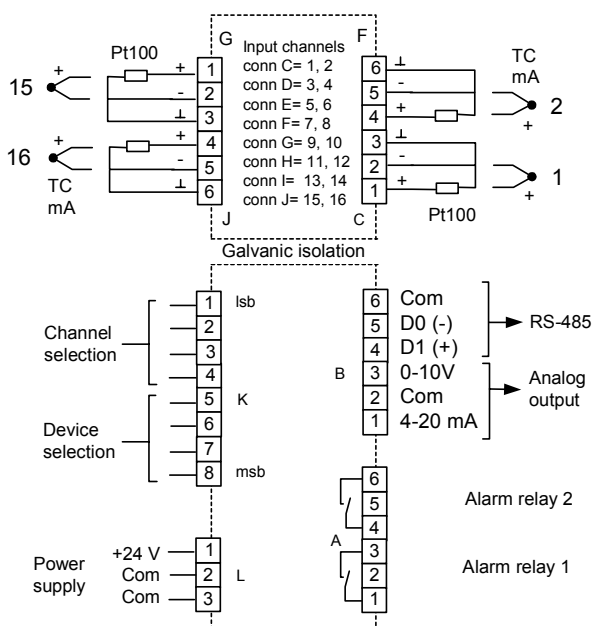 G
F
Input channels
conn C= 1, 2
conn D= 3, 4
conn E= 5, 6
conn F= 7, 8
conn G= 9, 10
conn H= 11, 12
conn I= 13, 14
conn J= 15, 16
J
C
Pt100
15
+
+
1
-
2
⊥
3
16
+
+
4
-
5
⊥
6
TC
mA
TC
mA
6
⊥
5
-
4
+
2
+
3
⊥
2
-
1
+
1
+
Pt100
Galvanic isolation
Channel
selection
1
lsb
2
3
4
Device
selection
5
K
6
7
8
msb
Power
supply
+24 V
1
Com
2
L
Com
3
6
Com
5
D0 (-)
4
D1 (+)
RS-485
B
3
0-10V
2
Com
1
4-20 mA
Analog
output
6
5
4
Alarm relay 2
A
3
2
1
Alarm relay 1